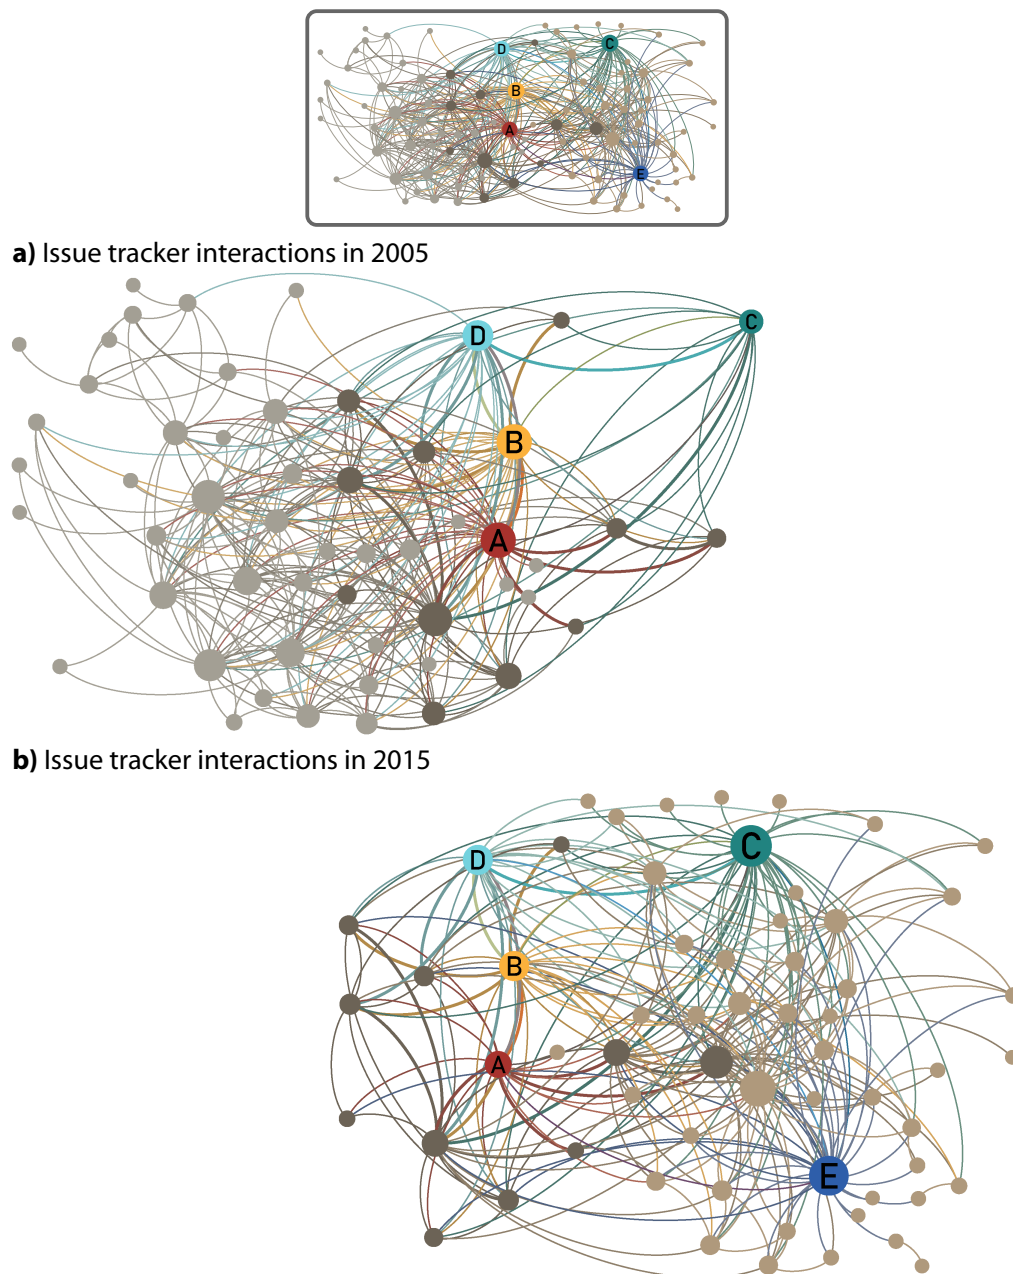 D
C
B
A
E
a) Issue tracker interactions in 2005
C
D
B
A
b) Issue tracker interactions in 2015
C
D
B
A
E